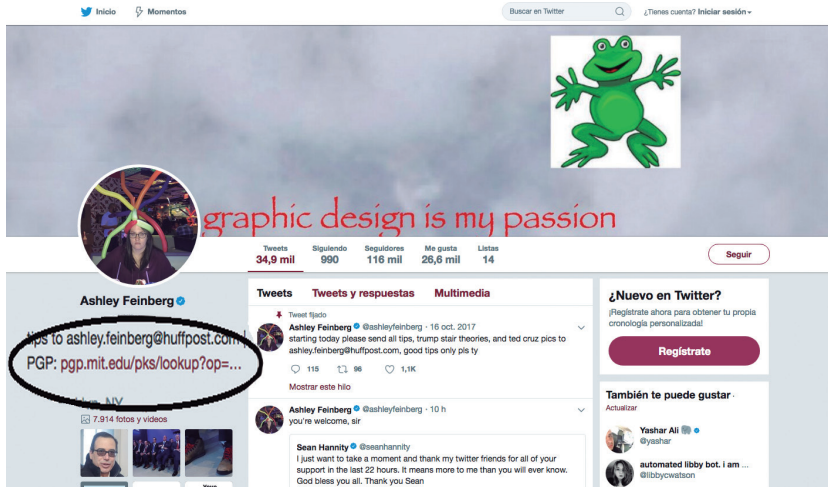 Inicio
Momentos
Buscar en Twitter
¿Tienes cuenta? Iniciar sesión
graphic design is my passion
Tweets
34,9 mil
Siguiendo
990
Seguidores
116 mil
Me gusta
26,6 mil
Listas
14
Seguir
Ashley Feinberg
tips to ashley.feinberg@huffpost.com |
PGP: pgp.mit.edu/pks/lookup?op=...
NY
7.914 fotos y videos
Tweets
Tweets y respuestas
Multimedia
Tweet fijado
Ashley Feinberg @ashleyfeinberg · 16 oct. 2017
starting today please send all tips, trump stair theories, and ted cruz pics to
ashley.feinberg@huffpost.com, good tips only pls ty
115
96
1,1K
Mostrar este hilo
Ashley Feinberg @ashleyfeinberg · 10 h
you're welcome, sir
Sean Hannity @seanhannity
I just want to take a moment and thank my twitter friends for all of your
support in the last 22 hours. It means more to me than you will ever know.
God bless you all. Thank you Sean
¿Nuevo en Twitter?
¡Regístrate ahora para obtener tu propia
cronología personalizada!
Regístrate
También te puede gustar ·
Actualizar
Yashar Ali
@yashar
automated libby bot. i am ...
@libbycwatson